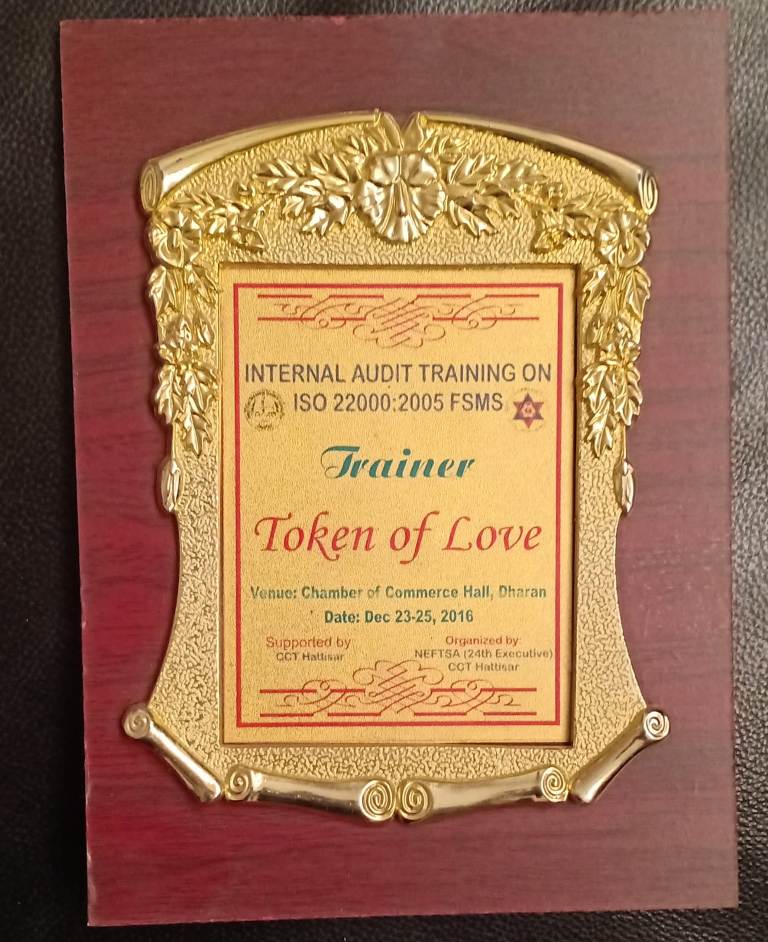 INTERNAL AUDIT TRAINING ON
ISO 22000:2005 FSMS
Trainer
Token of Love
Venue: Chamber of Commerce Hall, Dharan
Date: Dec 23-25, 2016
Supported by
CCT Hattisar
Organized by:
NEFTSA (24th Executive)
CCT Hattisar